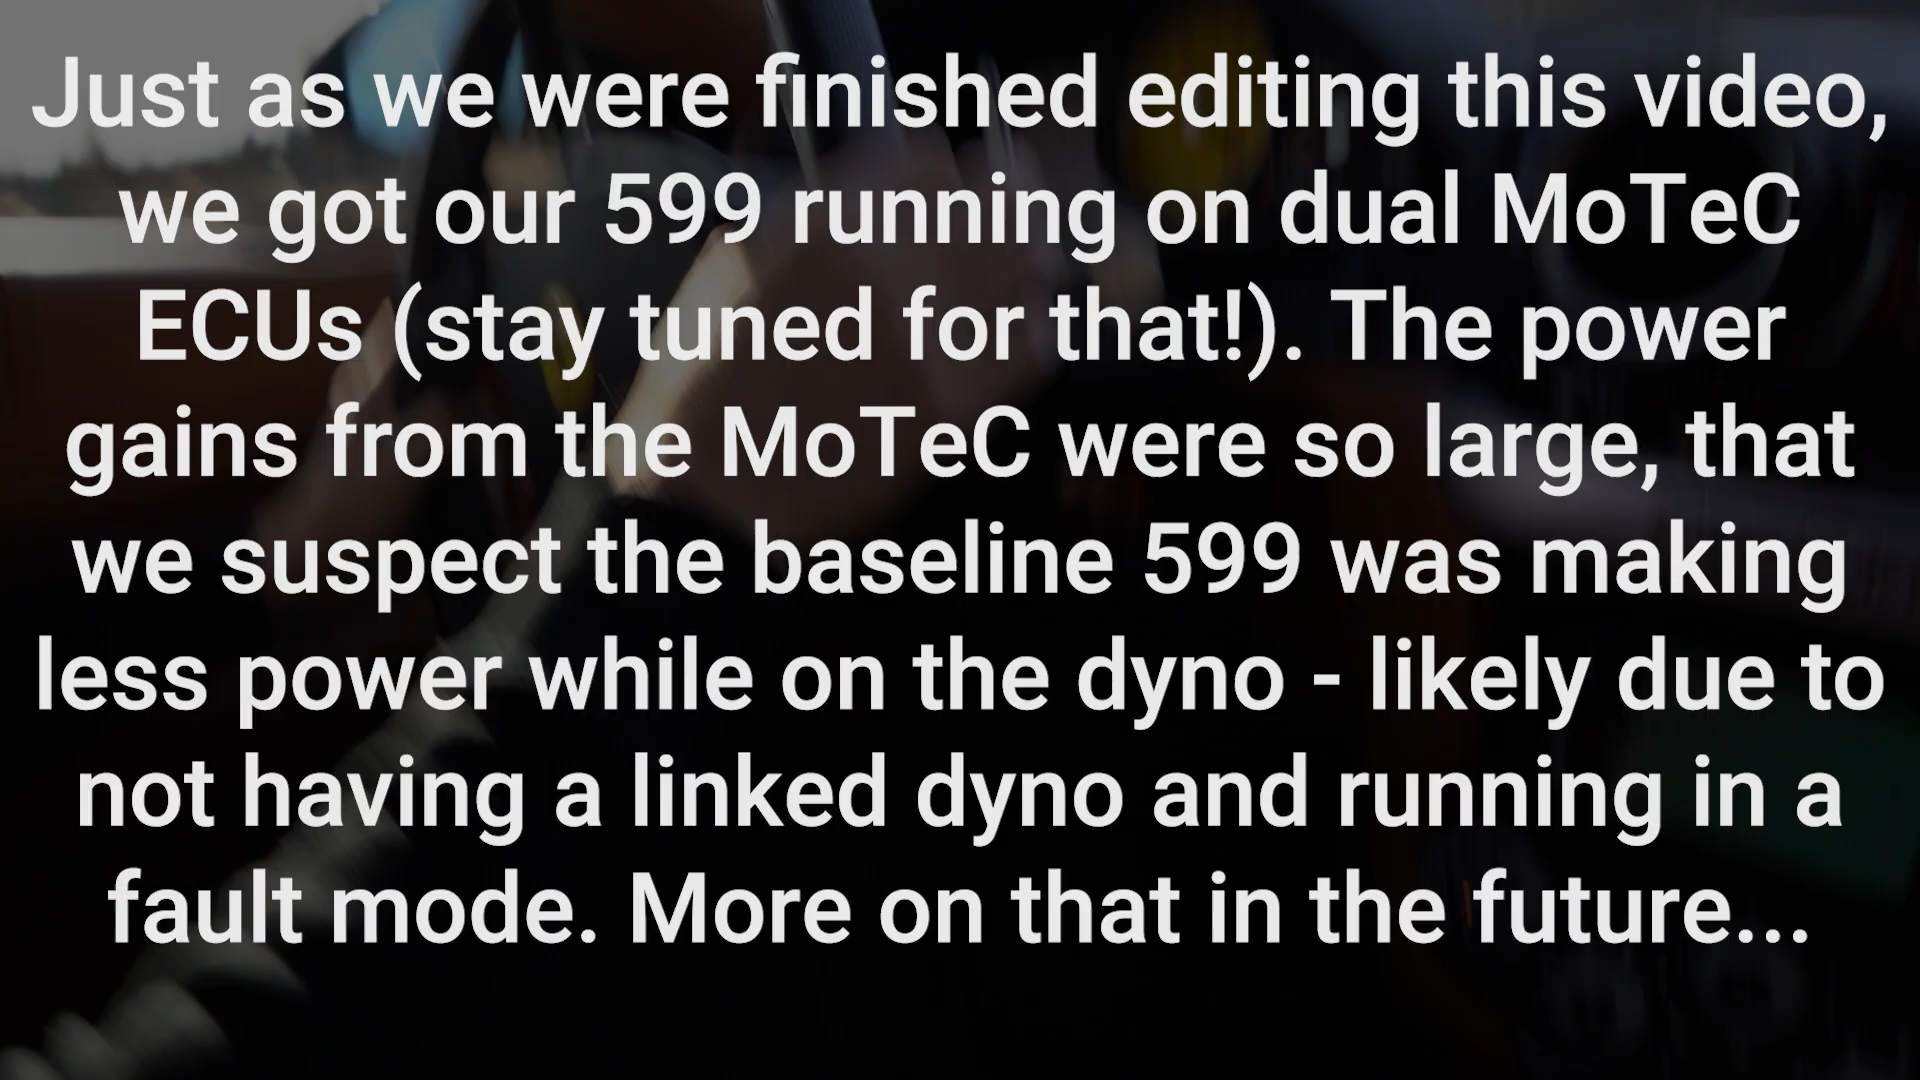 Just as we were finished editing this video,
we got our 599 running on dual MoTeC
ECUs (stay tuned for that!). The power
gains from the MoTeC were so large, that
we suspect the baseline 599 was making
less power while on the dyno - likely due to
not having a linked dyno and running in a
fault mode. More on that in the future...